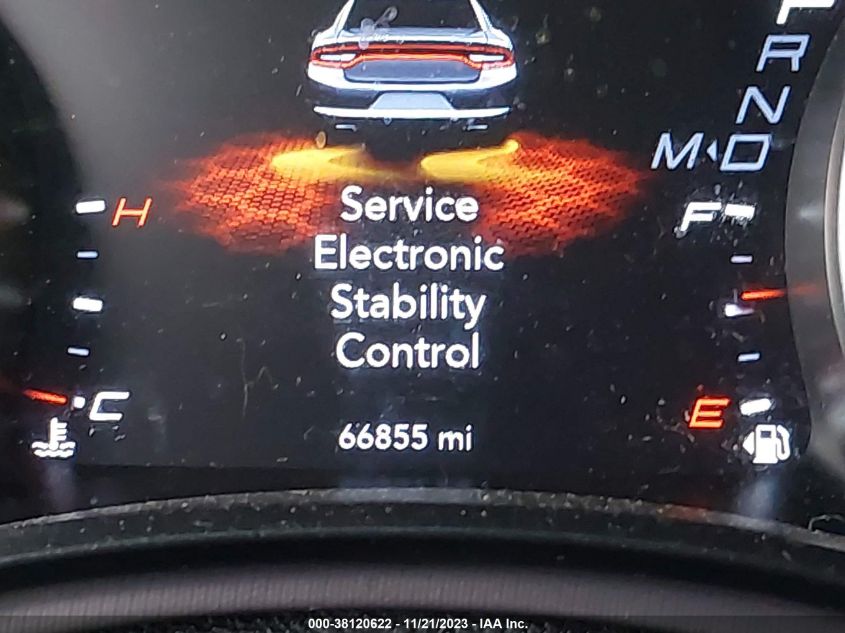 P
R
N
M D
H
F
Service
Electronic
Stability
Control
C
E
66855 mi
000-38120622 - 11/21/2023 - IAA Inc.